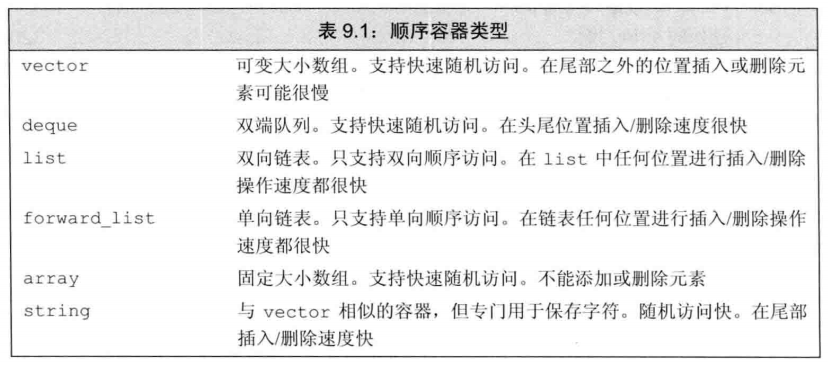 表 9.1：顺序容器类型
vector 可变大小数组。支持快速随机访问。在尾部之外的位置插入或删除元
素可能很慢
deque 双端队列。支持快速随机访问。在头尾位置插入/删除速度很快
list 双向链表。只支持双向顺序访问。在 list 中任何位置进行插入/删除
操作速度都很快
forward_list 单向链表。只支持单向顺序访问。在链表任何位置进行插入/删除操作
速度都很快
array 固定大小数组。支持快速随机访问。不能添加或删除元素
string 与 vector 相似的容器，但专门用于保存字符。随机访问快。在尾部
插入/删除速度快